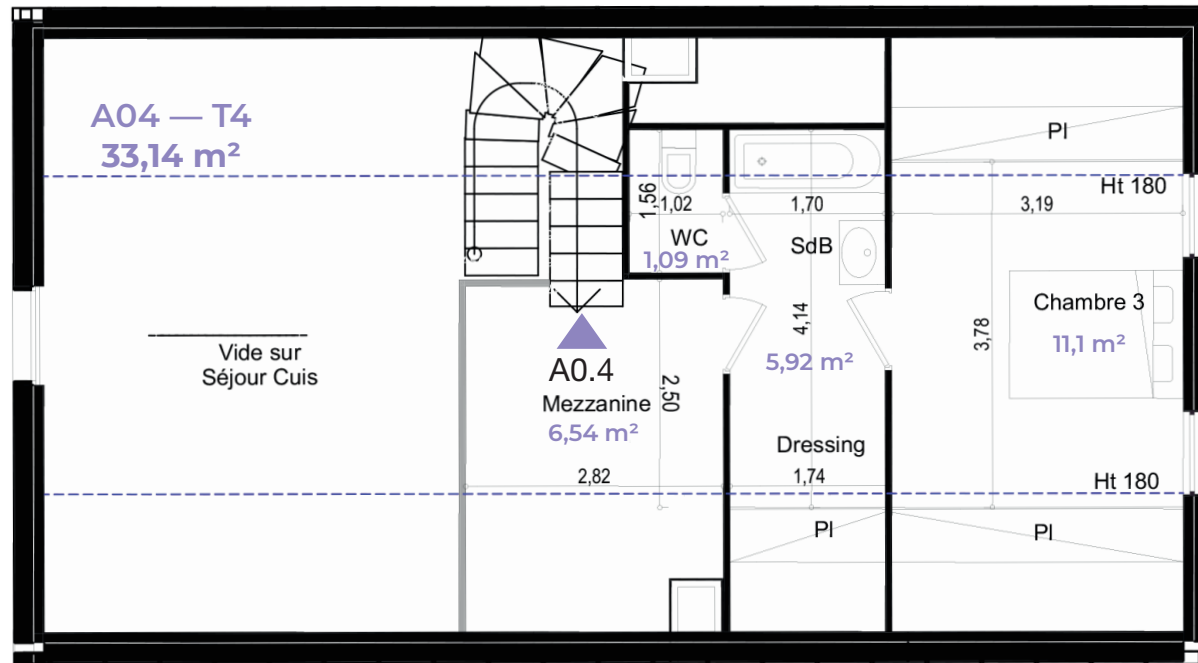 A04 — T4
33,14 m²
Pl
Ht 180
1,56
1,02
1,70
3,19
WC
1,09 m²
SdB
4,14
5,92 m²
Chambre 3
11,1 m²
3,78
Vide sur
Séjour Cuis
A0.4
Mezzanine
6,54 m²
2,50
2,82
Dressing
1,74
Ht 180
Pl
Pl